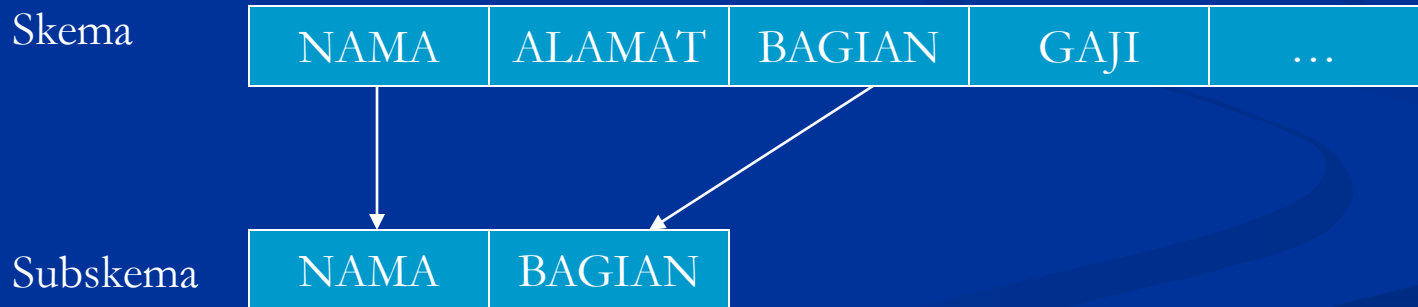 Skema
NAMA ALAMAT BAGIAN GAJI …
Subskema
NAMA BAGIAN